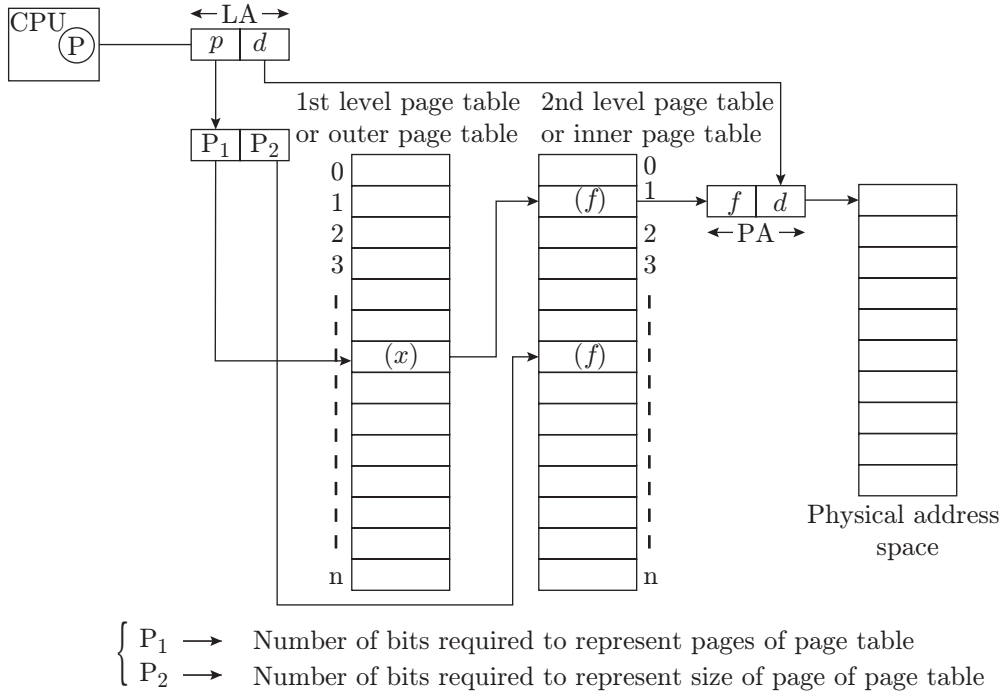 CPU
P
LA
p d
1st level page table
or outer page table
2nd level page table
or inner page table
P₁ P₂
0
1
2
3
n
(x)
0
1
2
3
n
(f)
(f)
f d
PA
Physical address
space
P₁ → Number of bits required to represent pages of page table
P₂ → Number of bits required to represent size of page of page table